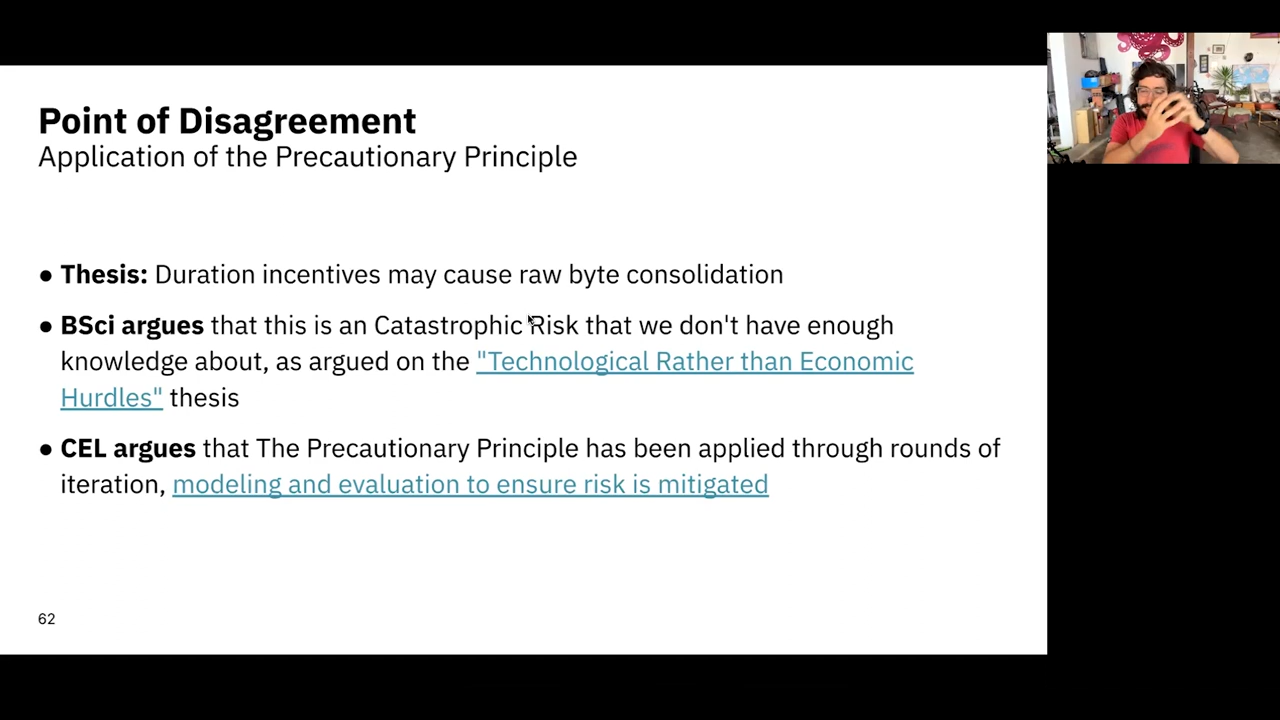 Point of Disagreement
Application of the Precautionary Principle
● Thesis: Duration incentives may cause raw byte consolidation
● BSci argues that this is an Catastrophic Risk that we don't have enough
knowledge about, as argued on the "Technological Rather than Economic
Hurdles" thesis
● CEL argues that The Precautionary Principle has been applied through rounds of
iteration, modeling and evaluation to ensure risk is mitigated
62